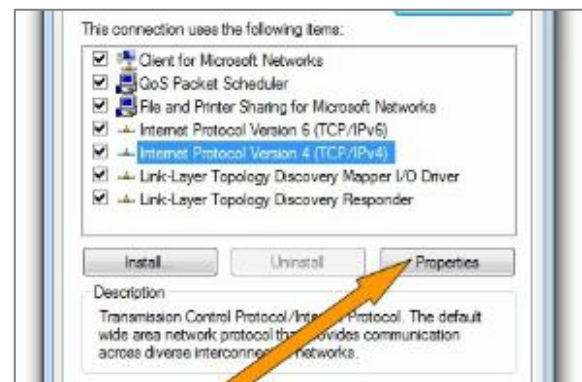 This connection uses the following items:
Client for Microsoft Networks
QoS Packet Scheduler
File and Printer Sharing for Microsoft Networks
Internet Protocol Version 6 (TCP/IPv6)
Internet Protocol Version 4 (TCP/IPv4)
Link-Layer Topology Discovery Mapper I/O Driver
Link-Layer Topology Discovery Responder
Install...
Uninstall
Properties
Description
Transmission Control Protocol/Internet Protocol. The default
wide area network protocol that provides communication
across diverse interconnected networks.